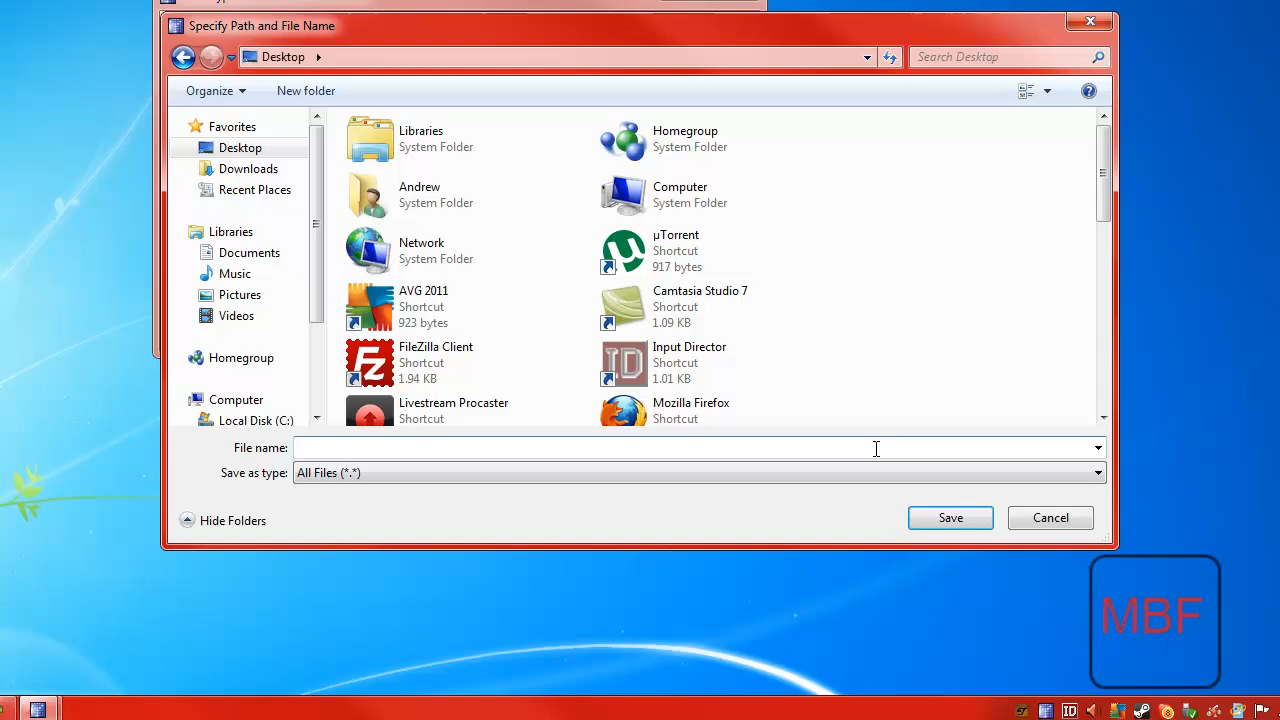 Specify Path and File Name
Desktop
Search Desktop
Organize
New folder
Favorites
Desktop
Downloads
Recent Places
Libraries
Documents
Music
Pictures
Videos
Homegroup
Computer
Local Disk (C:)
Libraries
System Folder
Homegroup
System Folder
Andrew
System Folder
Computer
System Folder
Network
System Folder
µTorrent
Shortcut
917 bytes
AVG 2011
Shortcut
923 bytes
Camtasia Studio 7
Shortcut
1.09 KB
FileZilla Client
Shortcut
1.94 KB
ID
Input Director
Shortcut
1.01 KB
Livestream Procaster
Shortcut
Mozilla Firefox
Shortcut
File name:
Save as type:
All Files (*.*)
Hide Folders
Save
Cancel
MBF
ID